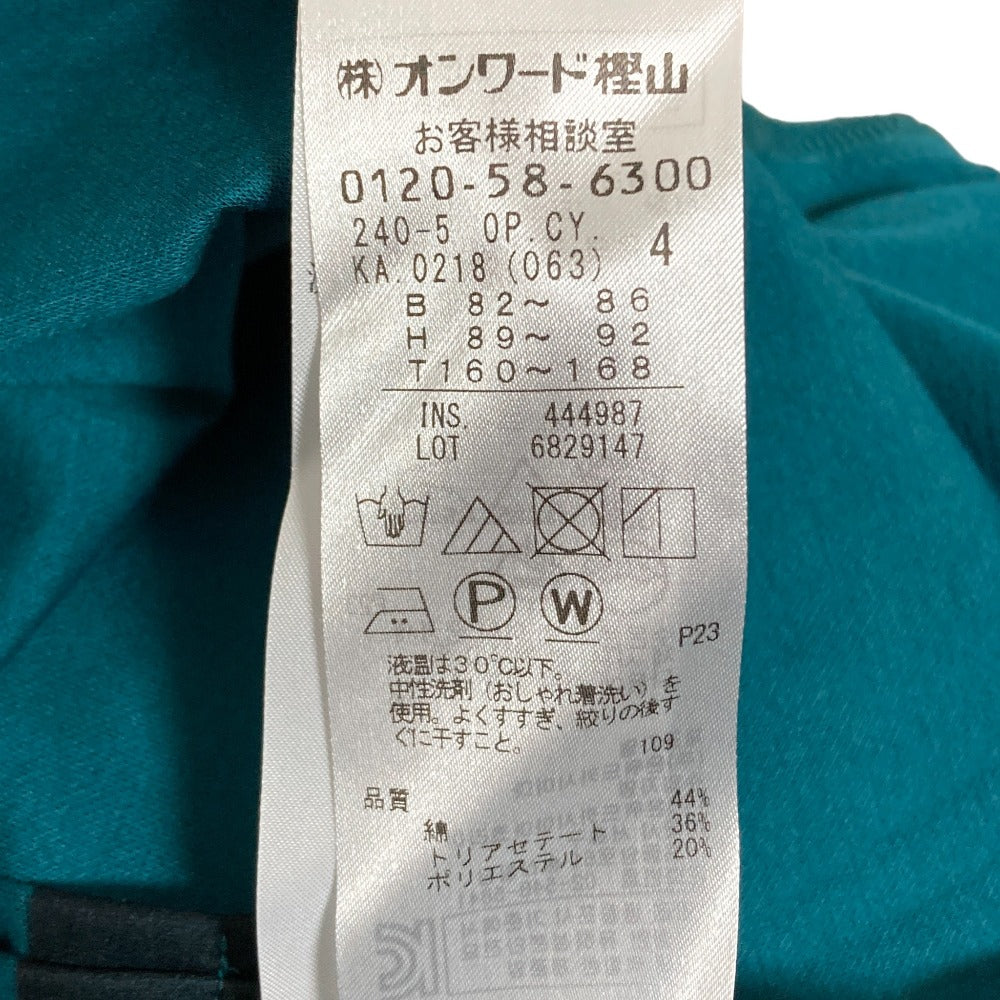 (株)オンワード樫山
お客様相談室
0120-58-6300
240-5 OP.CY. 4
KA.0218(063)
B 82〜 86
H 89〜 92
T160〜168
INS. 444987
LOT 6829147
P W
P23
液温は30℃以下。
中性洗剤(おしゃれ着洗い)を
使用。よくすすぎ、絞りの後す
ぐに干すこと。
109
品質
綿 44%
トリアセテート 36%
ポリエステル 20%